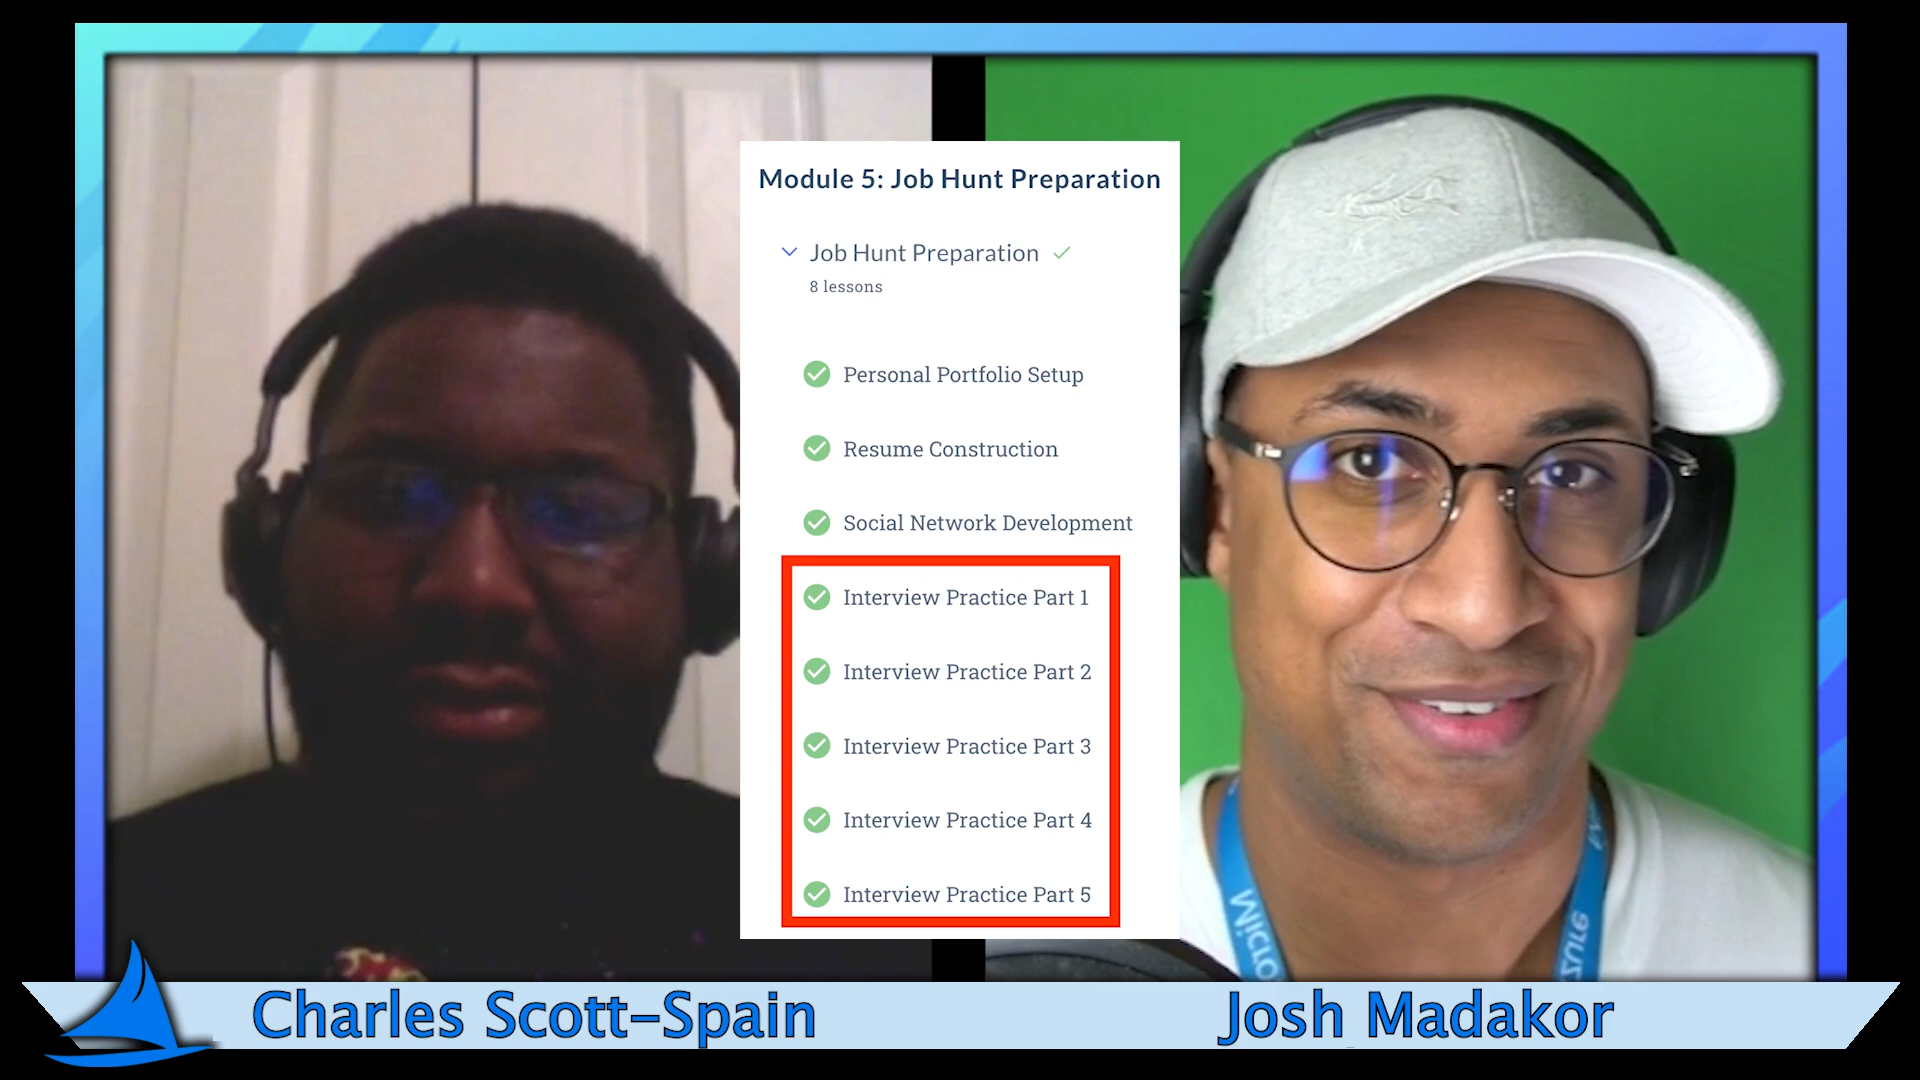 Module 5: Job Hunt Preparation
Job Hunt Preparation
8 lessons
Personal Portfolio Setup
Resume Construction
Social Network Development
Interview Practice Part 1
Interview Practice Part 2
Interview Practice Part 3
Interview Practice Part 4
Interview Practice Part 5
Charles Scott-Spain
Josh Madakor